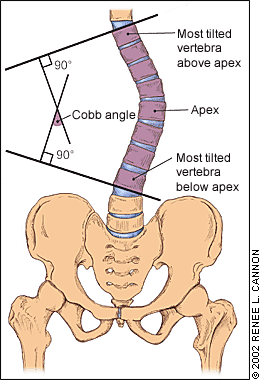 Most tilted
vertebra
above apex
90°
Cobb angle
Apex
90°
Most tilted
vertebra
below apex
© 2002 RENEE L. CANNON